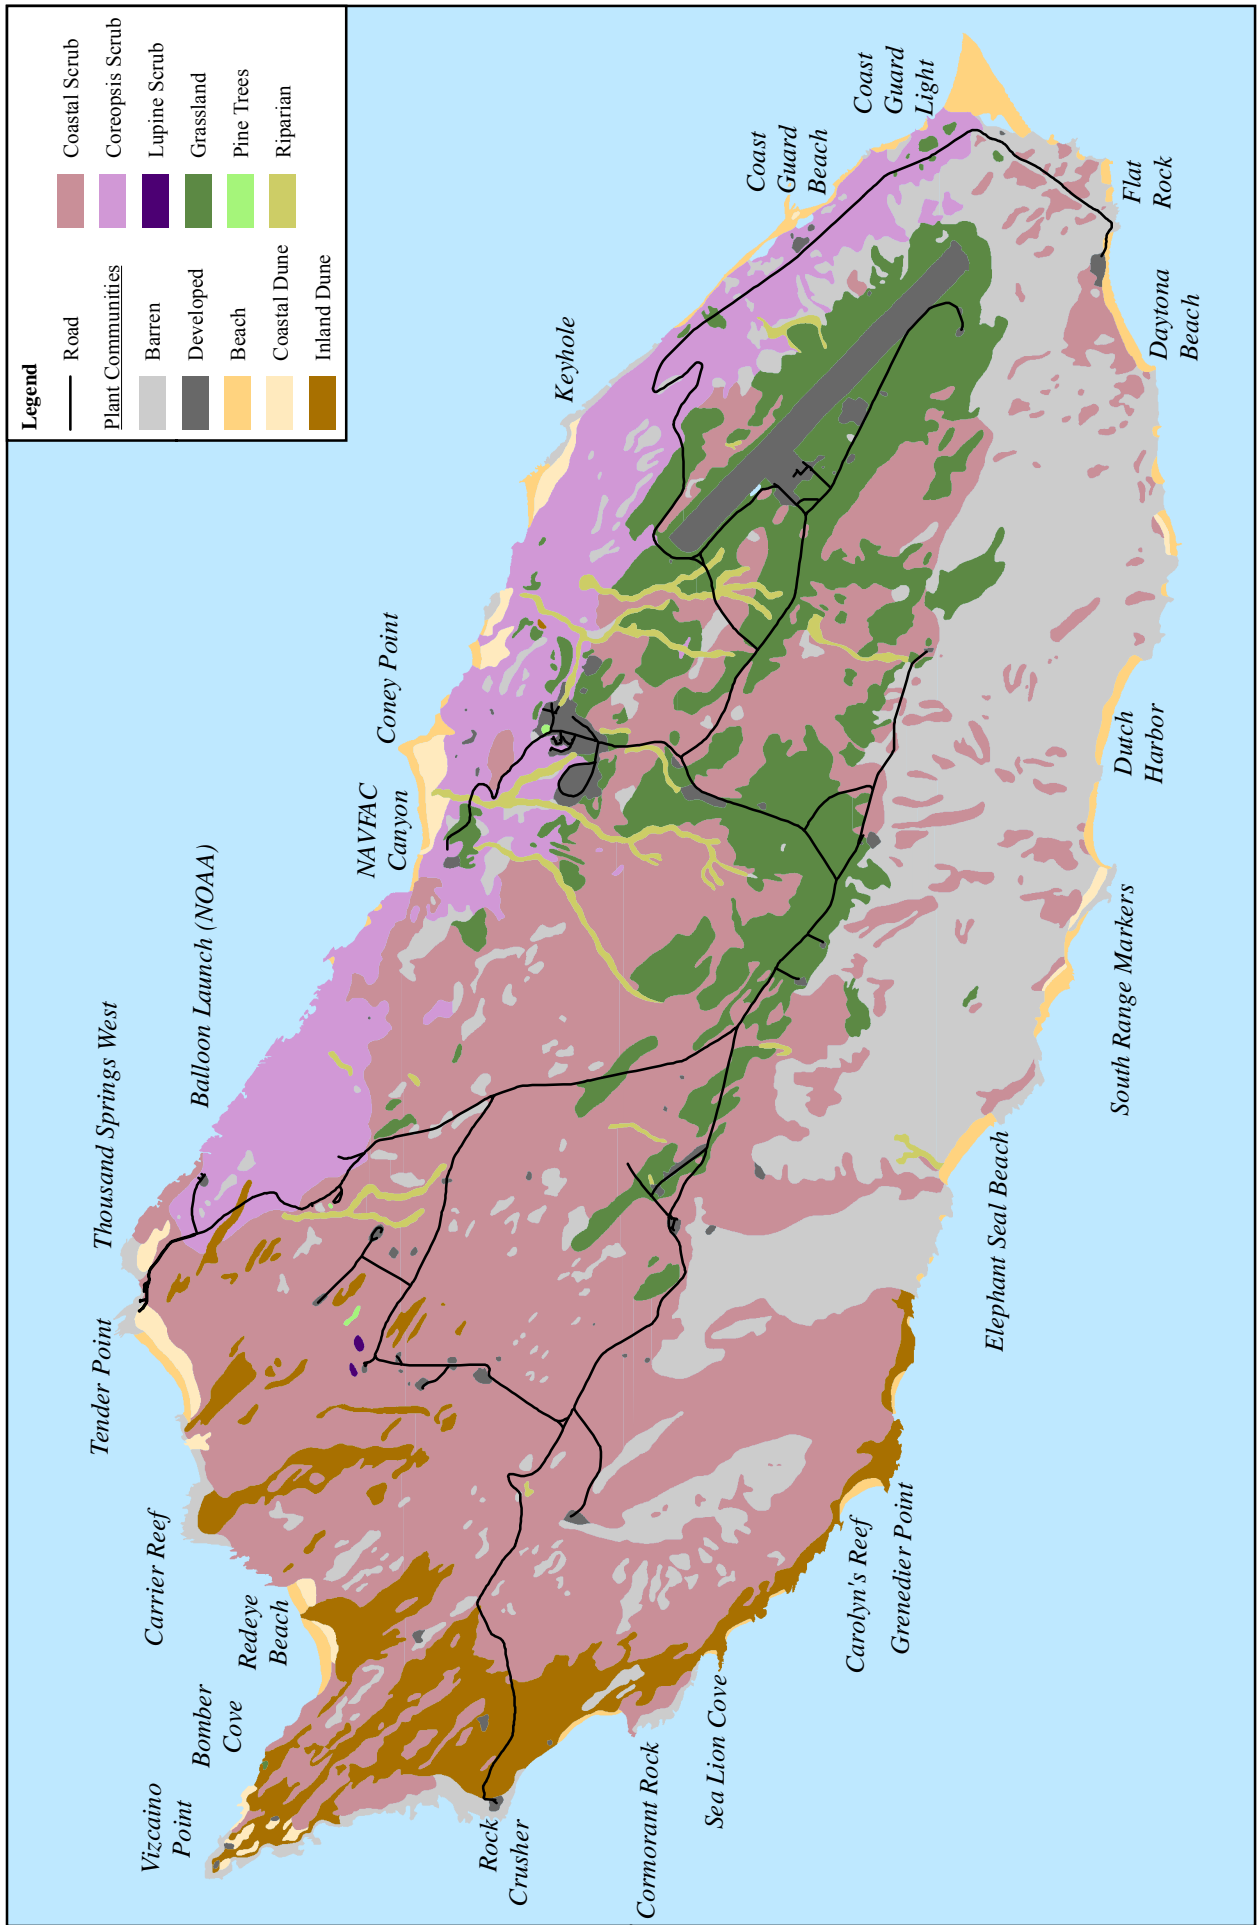 Legend
Road
Plant Communities
Barren
Developed
Beach
Coastal Dune
Inland Dune
Coastal Scrub
Coreopsis Scrub
Lupine Scrub
Grassland
Pine Trees
Riparian
Vizcaino
Point
Bomber
Cove
Redeye
Beach
Carrier Reef
Tender Point
Thousand Springs West
Balloon Launch (NOAA)
NAVFAC
Canyon
Coney Point
Keyhole
Coast
Guard
Beach
Coast
Guard
Light
Rock
Crusher
Cormorant Rock
Sea Lion Cove
Carolyn's Reef
Grenedier Point
Elephant Seal Beach
South Range Markers
Dutch
Harbor
Daytona
Beach
Flat
Rock